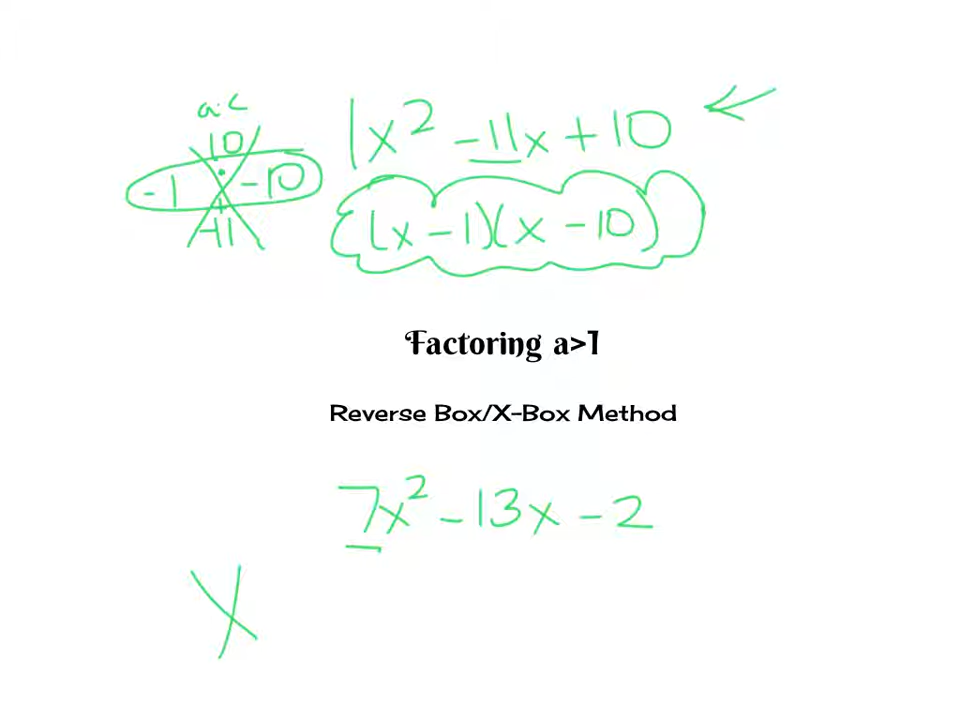 a·c
10
1x² - 11x + 10
-1 -10
-11
(x - 1)(x - 10)
Factoring a>1
Reverse Box/X-Box Method
7x² - 13x - 2